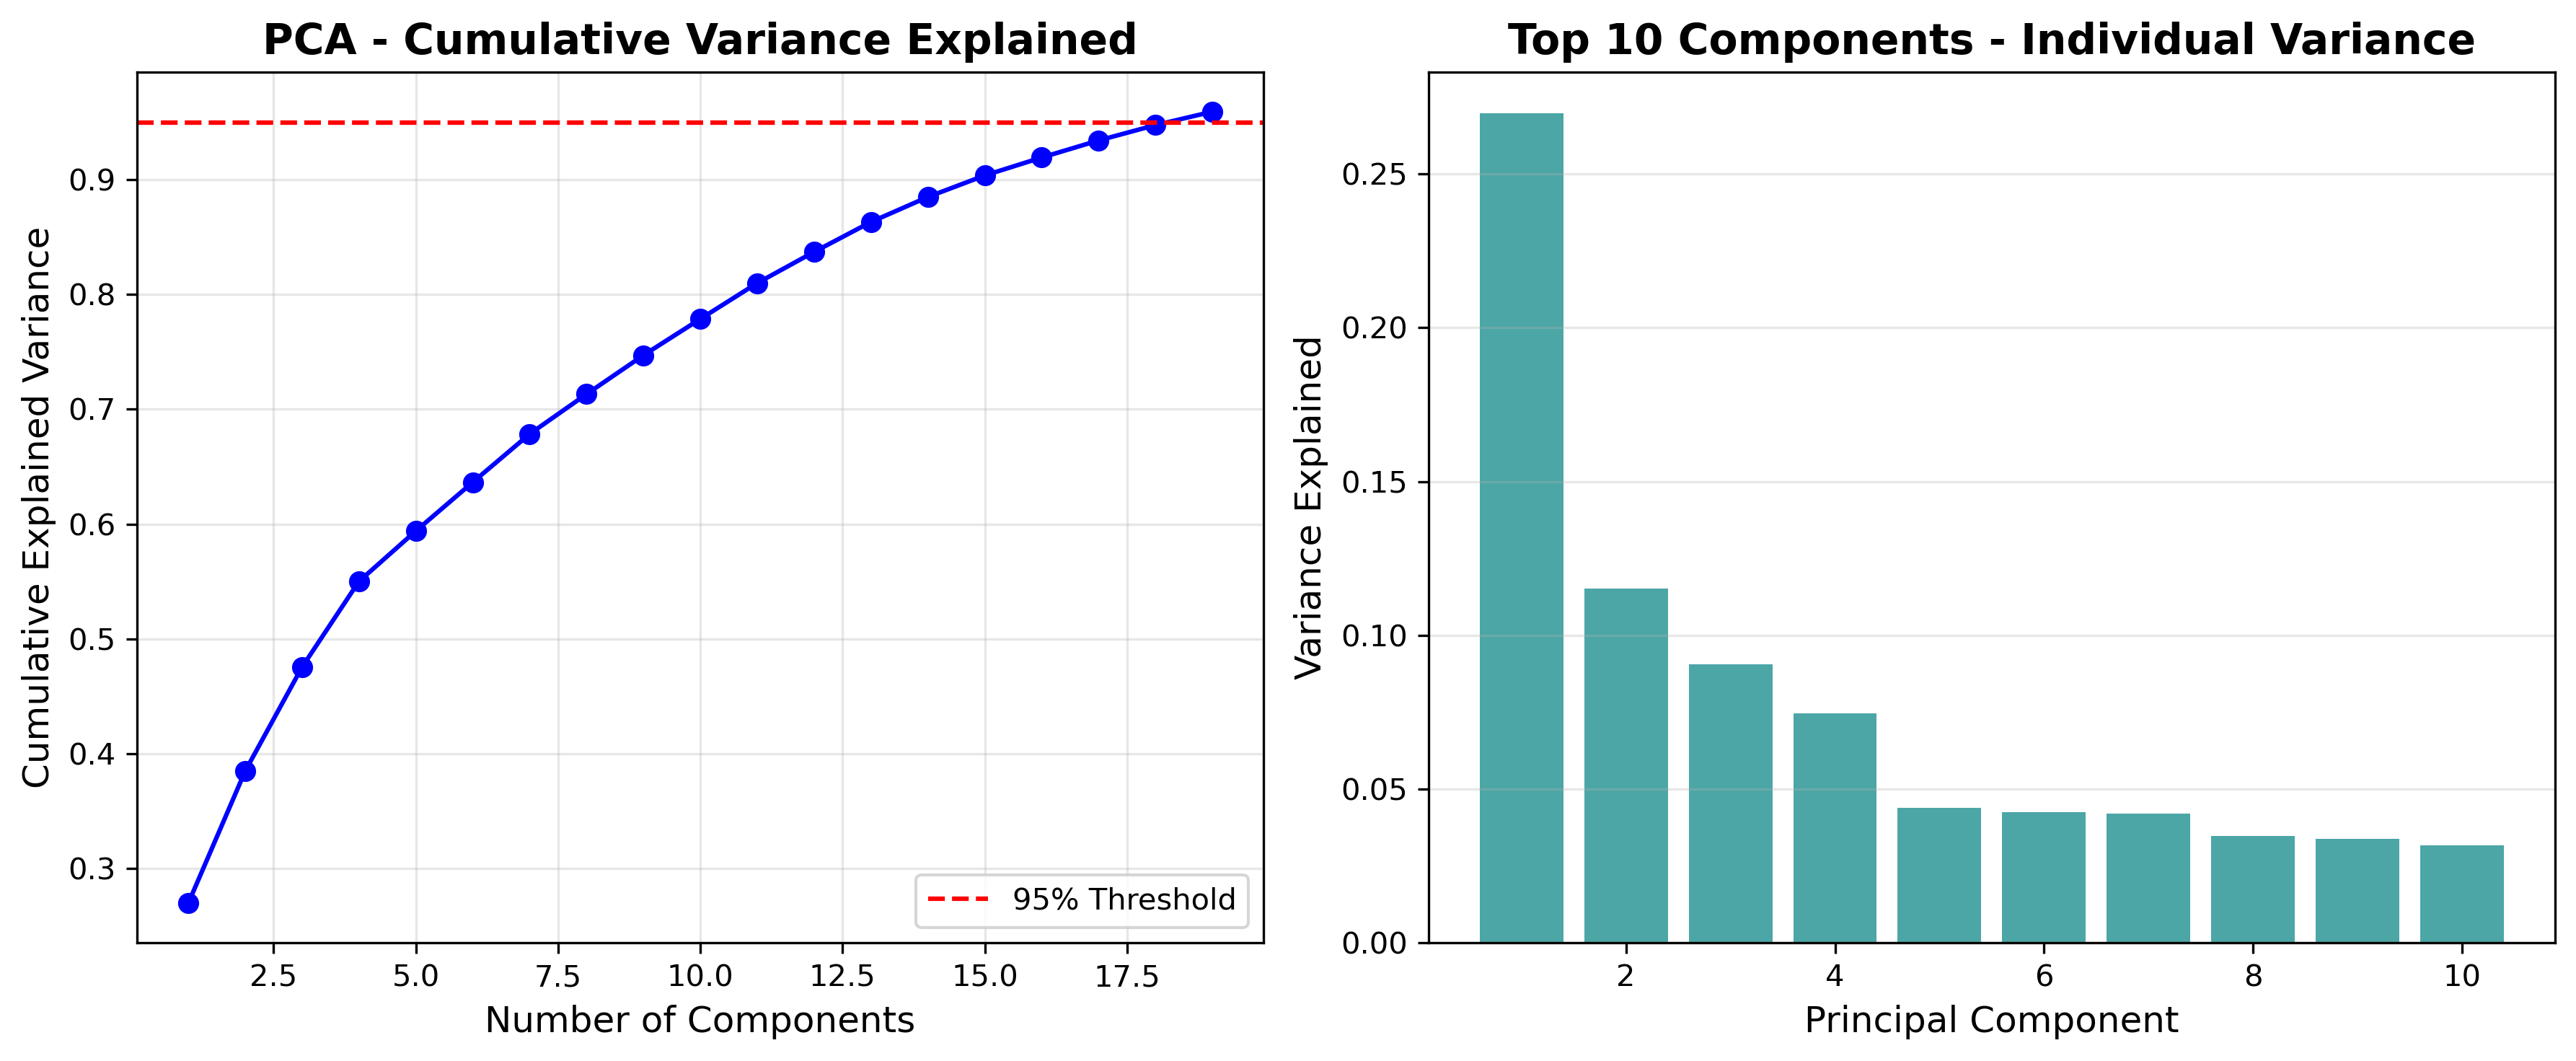 PCA - Cumulative Variance Explained
Cumulative Explained Variance
0.9
0.8
0.7
0.6
0.5
0.4
0.3
95% Threshold
2.5 5.0 7.5 10.0 12.5 15.0 17.5
Number of Components
Top 10 Components - Individual Variance
Variance Explained
0.25
0.20
0.15
0.10
0.05
0.00
2 4 6 8 10
Principal Component